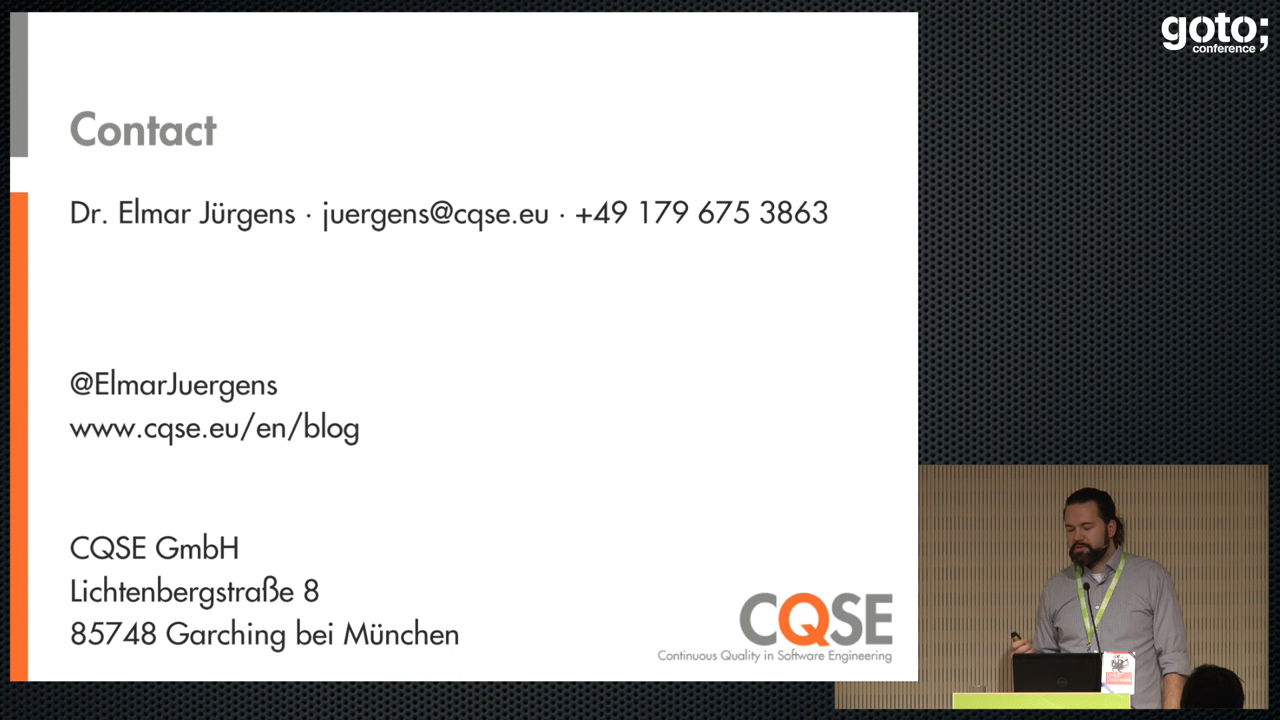 goto;
conference
Contact
Dr. Elmar Jürgens · juergens@cqse.eu · +49 179 675 3863
@ElmarJuergens
www.cqse.eu/en/blog
CQSE GmbH
Lichtenbergstraße 8
85748 Garching bei München
CQSE
Continuous Quality in Software Engineering